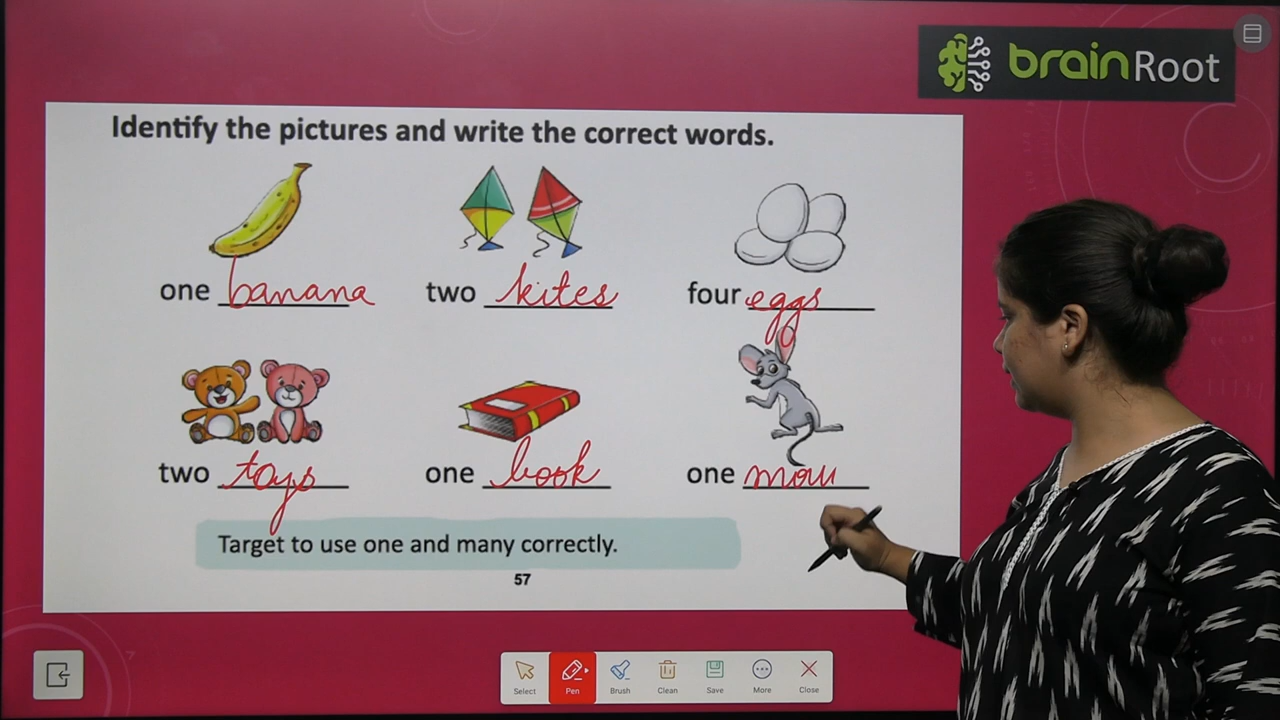 brainRoot
Identify the pictures and write the correct words.
one banana two kites four eggs
two toys one book one mou
Target to use one and many correctly.
57
Select Pen Brush Clean Save More Close